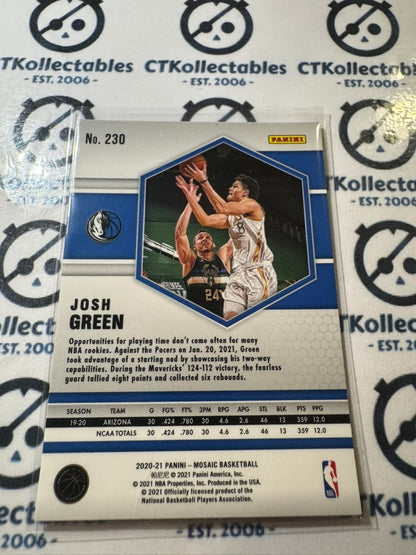 CTKollectables
- EST. 2006 -
CTKollectables
- EST. 2006 -
No. 230
PANINI
24
8
JOSH
GREEN
Opportunities for playing time don't come often for many
NBA rookies. Against the Pacers on Jan. 20, 2021, Green
took advantage of a starting nod by showcasing his two-way
capabilities. During the Mavericks' 124-112 victory, the fearless
guard tallied eight points and collected six rebounds.
SEASON TEAM G FG% FT% 3PM RPG APG STL BLK PTS PPG
19-20 ARIZONA 30 .424 .780 30 4.6 2.6 46 13 359 12.0
NCAA TOTALS 30 .424 .780 30 4.6 2.6 46 13 359 12.0
2020-21 PANINI – MOSAIC BASKETBALL
帕尼尼 © 2021 Panini America, Inc.
© 2021 NBA Properties, Inc. Produced in the USA.
© 2021 Officially licensed product of the
National Basketball Players Association.
NBA